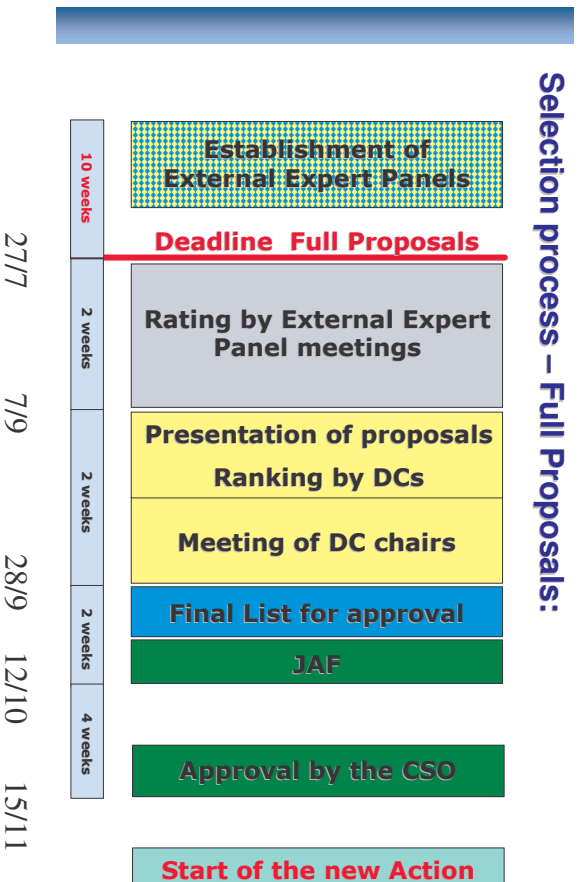 Selection process – Full Proposals:
10 weeks
Establishment of
External Expert Panels
Deadline Full Proposals
27/7
2 weeks
Rating by External Expert
Panel meetings
7/9
2 weeks
Presentation of proposals
Ranking by DCs
Meeting of DC chairs
28/9
2 weeks
Final List for approval
JAF
12/10
4 weeks
Approval by the CSO
15/11
Start of the new Action